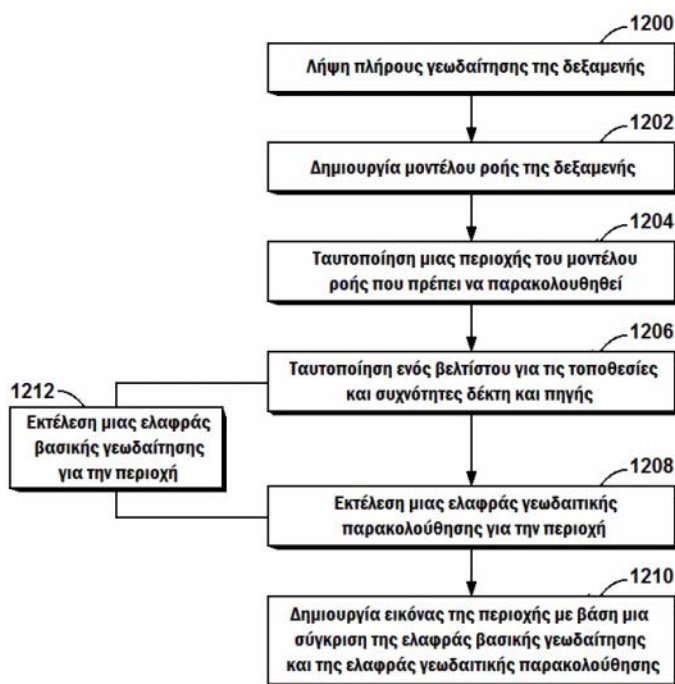 1200
Λήψη πλήρους γεωδαίτησης της δεξαμενής
1202
Δημιουργία μοντέλου ροής της δεξαμενής
1204
Ταυτοποίηση μιας περιοχής του μοντέλου
ροής που πρέπει να παρακολουθηθεί
1206
Ταυτοποίηση ενός βελτίστου για τις τοποθεσίες
και συχνότητες δέκτη και πηγής
1212
Εκτέλεση μιας ελαφράς
βασικής γεωδαίτησης
για την περιοχή
1208
Εκτέλεση μιας ελαφράς γεωδαιτικής
παρακολούθησης για την περιοχή
1210
Δημιουργία εικόνας της περιοχής με βάση μια
σύγκριση της ελαφράς βασικής γεωδαίτησης
και της ελαφράς γεωδαιτικής παρακολούθησης